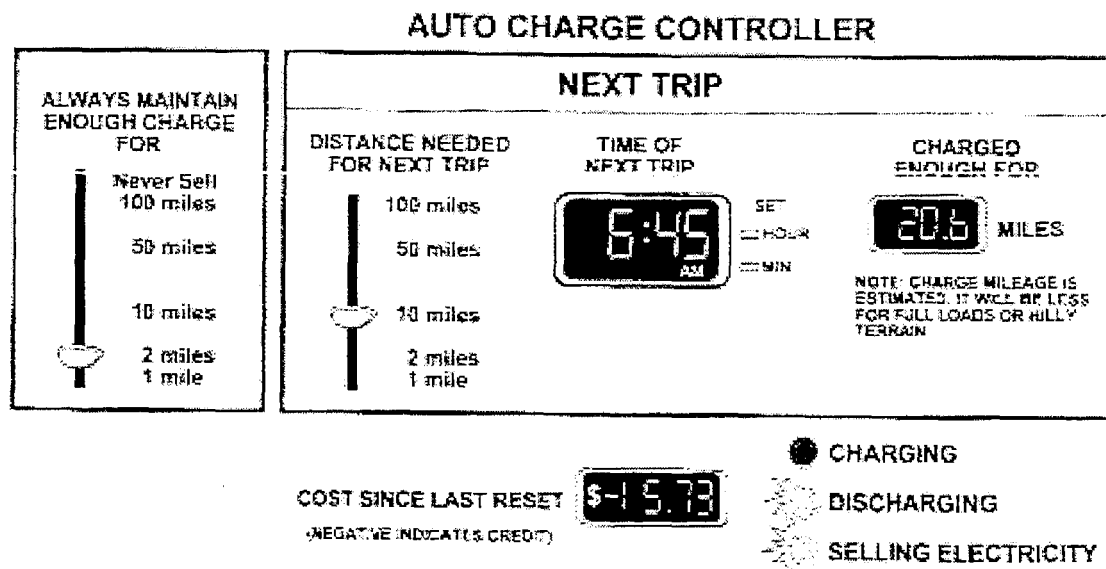 AUTO CHARGE CONTROLLER
ALWAYS MAINTAIN
ENOUGH CHARGE
FOR
Never Sell
100 miles
50 miles
10 miles
2 miles
1 mile
NEXT TRIP
DISTANCE NEEDED
FOR NEXT TRIP
100 miles
50 miles
10 miles
2 miles
1 mile
TIME OF
NEXT TRIP
6:45
AM
SET
HOUR
MIN
CHARGED
ENOUGH FOR
20.6 MILES
NOTE: CHARGE MILEAGE IS
ESTIMATED. IT WILL BE LESS
FOR FULL LOADS OR HILLY
TERRAIN
COST SINCE LAST RESET
(NEGATIVE INDICATES CREDIT)
$-15.73
CHARGING
DISCHARGING
SELLING ELECTRICITY